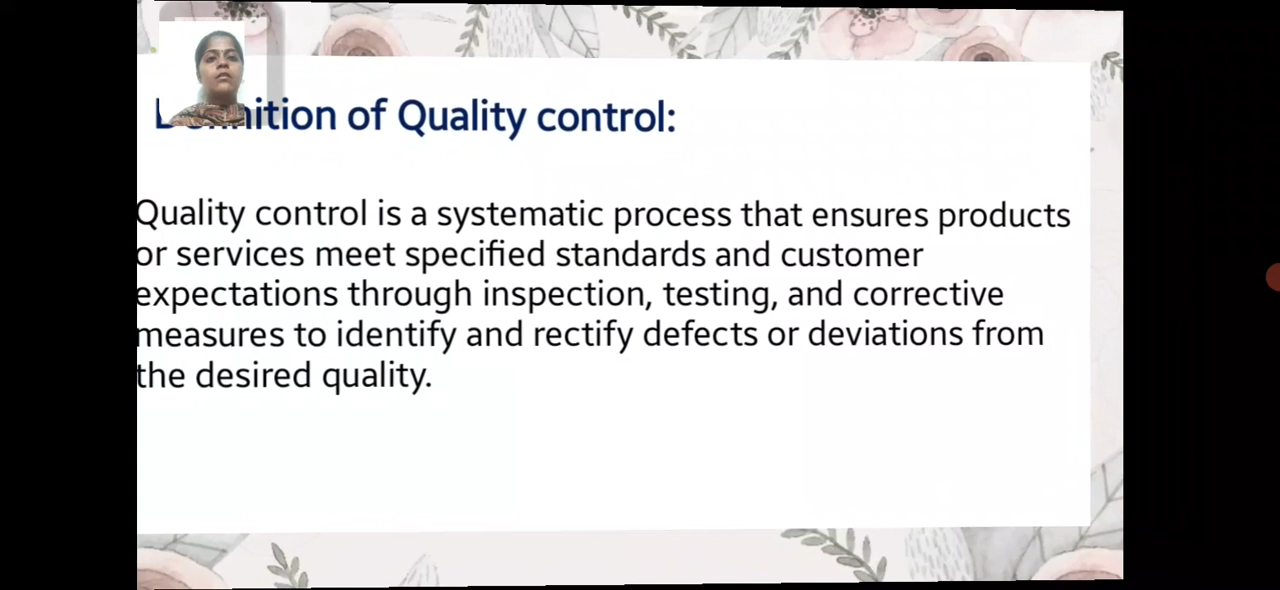 Definition of Quality control:
Quality control is a systematic process that ensures products
or services meet specified standards and customer
expectations through inspection, testing, and corrective
measures to identify and rectify defects or deviations from
the desired quality.